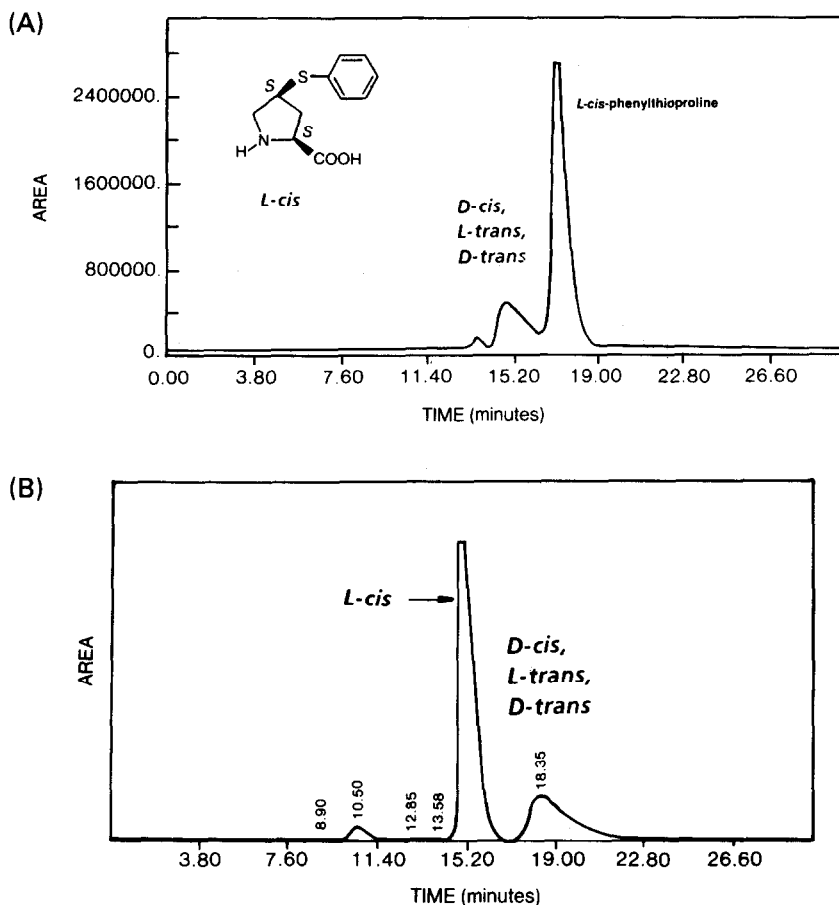 (A)
AREA
2400000.
1600000.
800000.
0.
S
S
S
H
N
COOH
L-cis
D-cis,
L-trans,
D-trans
L-cis-phenylthioproline
0.00 3.80 7.60 11.40 15.20 19.00 22.80 26.60
TIME (minutes)
(B)
AREA
L-cis
D-cis,
L-trans,
D-trans
8.90
10.50
12.85
13.58
18.35
3.80 7.60 11.40 15.20 19.00 22.80 26.60
TIME (minutes)